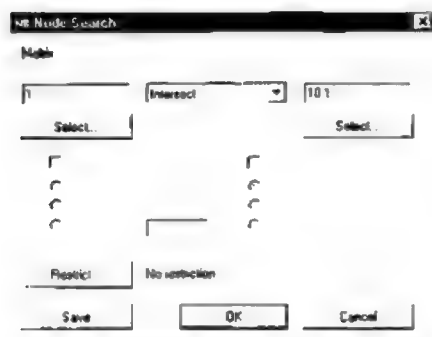 Node Search
1 Intersect 10 1
Select... Select...
Restrict No restriction
Save OK Cancel